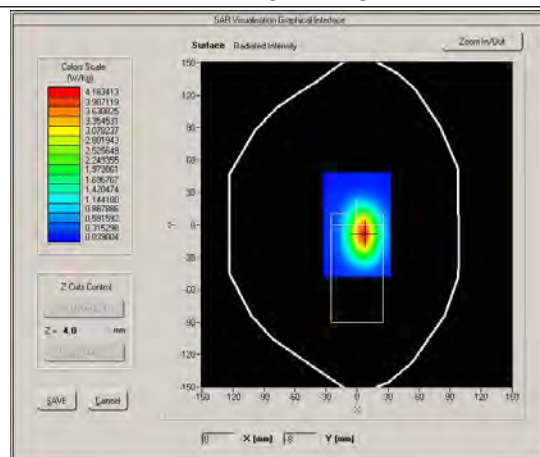 SAR Visualisation Graphical Interface
Surface Radiated Intensity
Zoom In/Out
Colors Scale
(W/Kg)
4.183413
3.907119
3.630825
3.354531
3.078237
2.801943
2.525649
2.249355
1.973061
1.696767
1.420474
1.144180
0.867886
0.591592
0.315298
0.039004
150
120
90
60
30
0
-30
-60
-90
-120
-150
Y
-150 -120 -90 -60 -30 0 30 60 90 120 150
X
Z Cuts Control
Z = 4.0 mm
SAVE Cancel
X (mm) -8 Y (mm)